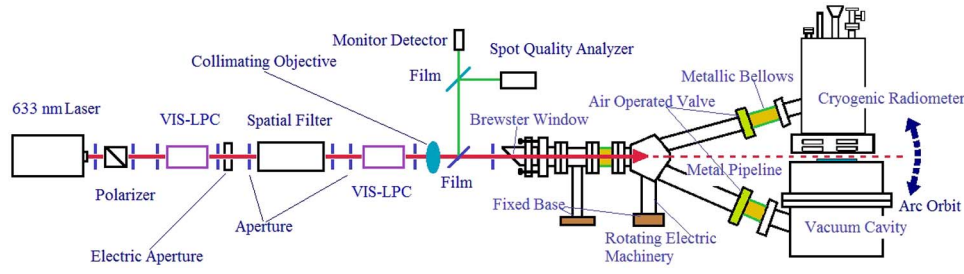 Monitor Detector
Spot Quality Analyzer
Collimating Objective
Film
Metallic Bellows
Air Operated Valve
Cryogenic Radiometer
633 nm Laser
VIS-LPC
Spatial Filter
Brewster Window
Polarizer
VIS-LPC
Film
Metal Pipeline
Fixed Base
Arc Orbit
Aperture
Vacuum Cavity
Electric Aperture
Rotating Electric
Machinery